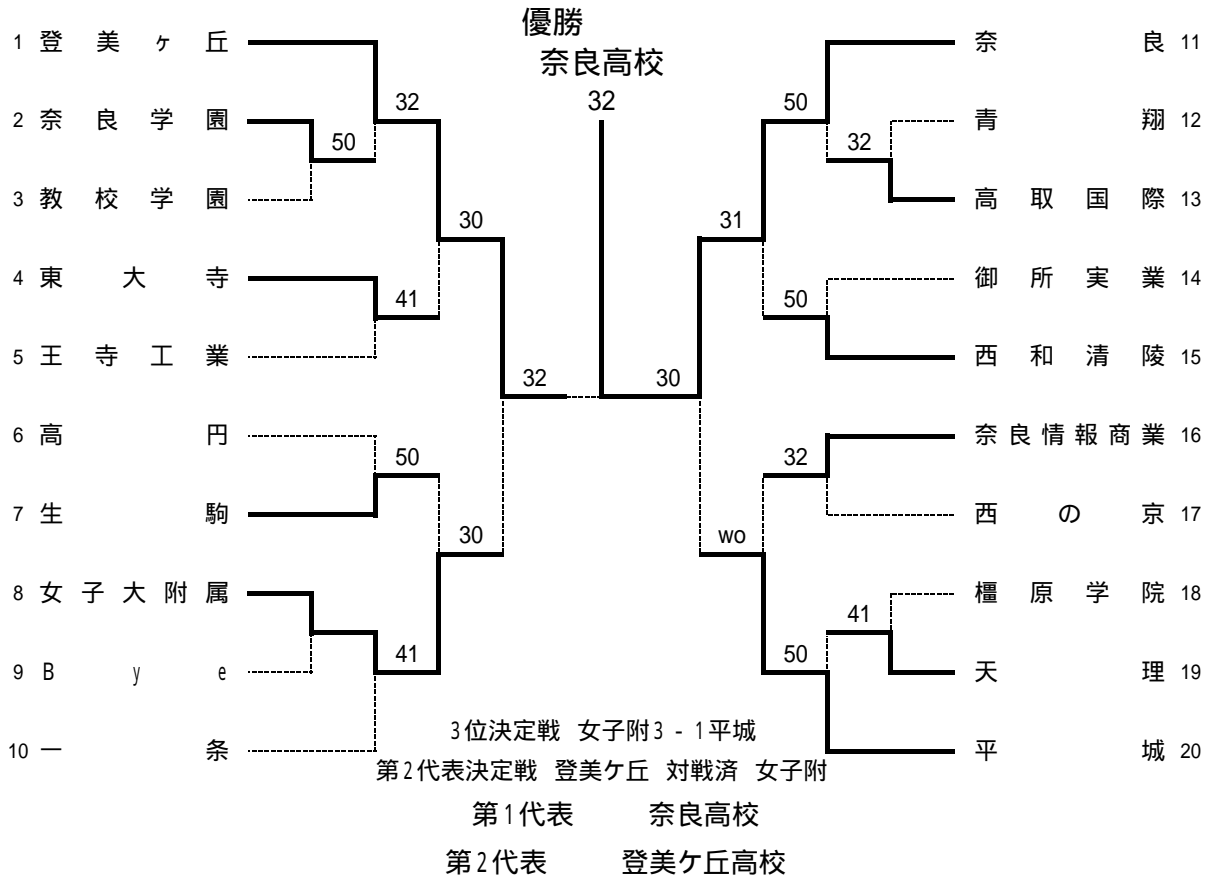 優勝
奈良高校
32
1 登美ヶ丘
32
2 奈良学園
50
3 教校学園
30
4 東大寺
41
5 王寺工業
32
6 高円
50
7 生駒
30
8 女子大附属
9 Bye
41
10 一条
奈良 11
50
青翔 12
32
高取国際 13
31
御所実業 14
50
西和清陵 15
30
奈良情報商業 16
32
西の京 17
wo
橿原学院 18
41
天理 19
50
平城 20
3位決定戦 女子附3 - 1平城
第2代表決定戦 登美ケ丘 対戦済 女子附
第1代表 奈良高校
第2代表 登美ケ丘高校